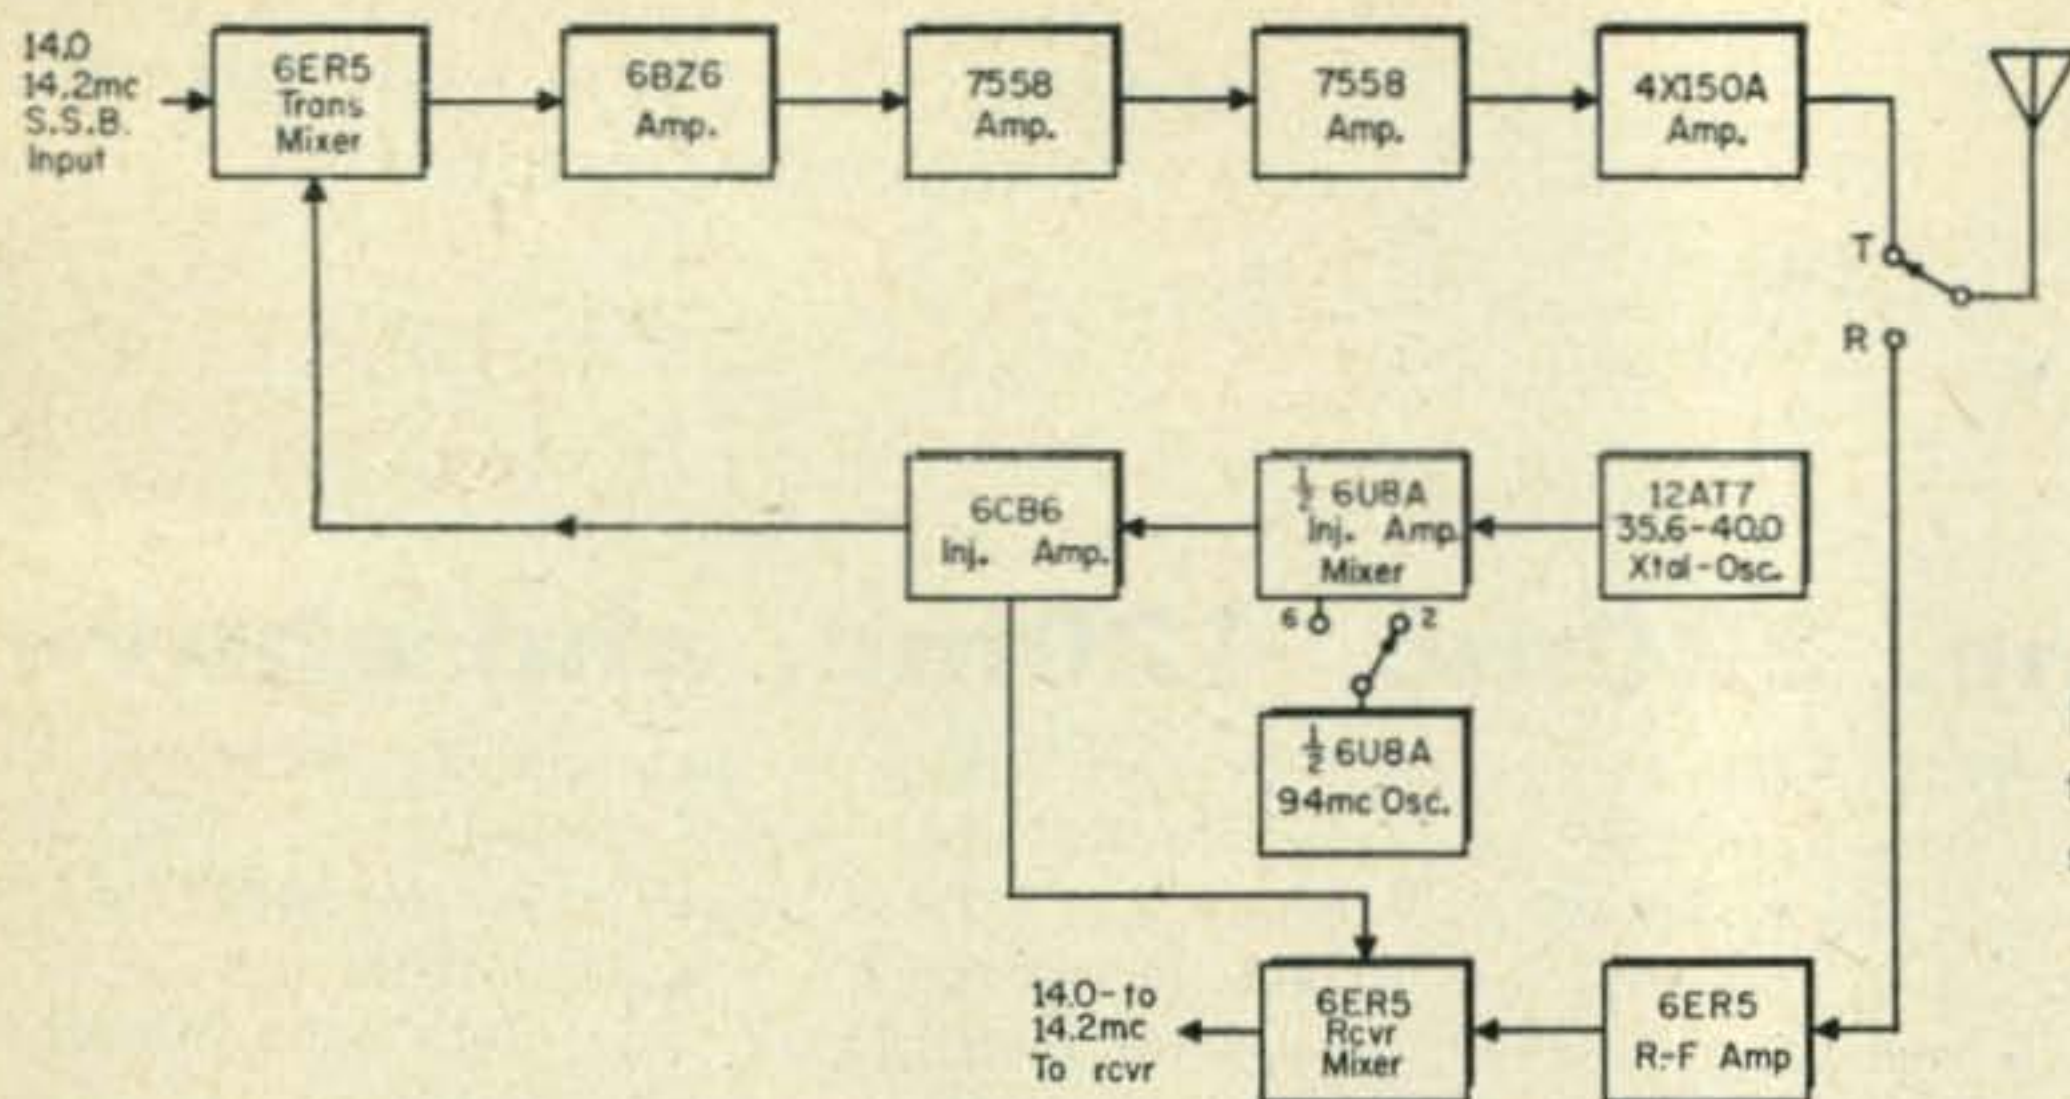 14.0
14.2mc
S.S.B.
Input
6ER5
Trans
Mixer
6BZ6
Amp.
7558
Amp.
7558
Amp.
4X150A
Amp.
T
R
6CB6
Inj. Amp.
½ 6U8A
Inj. Amp.
Mixer
12AT7
35.6-40.0
Xtal-Osc.
6
2
½ 6U8A
94mc Osc.
14.0-to
14.2mc
To rcvr
6ER5
Rcvr
Mixer
6ER5
R-F Amp